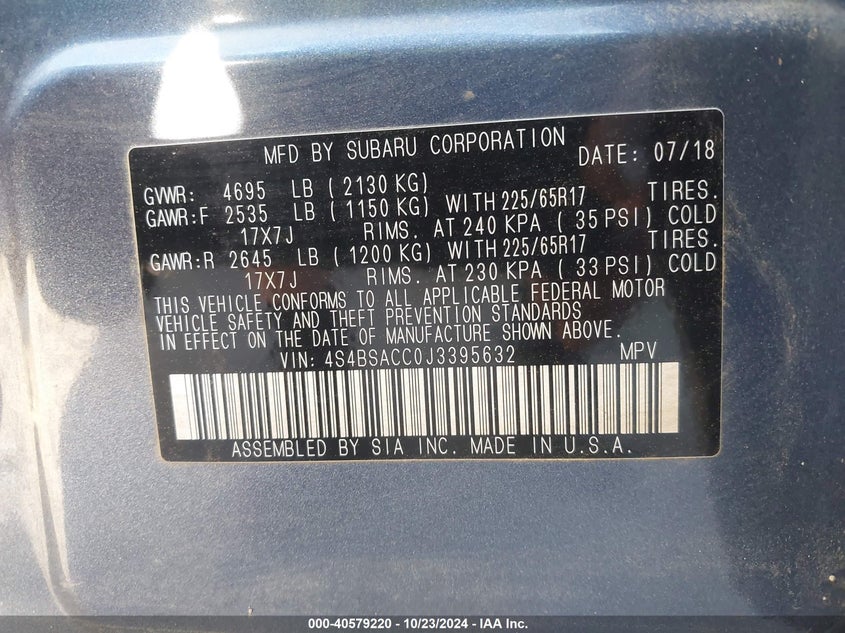 MFD BY SUBARU CORPORATION DATE: 07/18
GVWR: 4695 LB ( 2130 KG)
GAWR:F 2535 LB ( 1150 KG) WITH 225/65R17 TIRES.
17X7J RIMS. AT 240 KPA ( 35 PSI) COLD
GAWR:R 2645 LB ( 1200 KG) WITH 225/65R17 TIRES.
17X7J RIMS. AT 230 KPA ( 33 PSI) COLD
THIS VEHICLE CONFORMS TO ALL APPLICABLE FEDERAL MOTOR
VEHICLE SAFETY AND THEFT PREVENTION STANDARDS
IN EFFECT ON THE DATE OF MANUFACTURE SHOWN ABOVE.
VIN: 4S4BSACC0J3395632 MPV
ASSEMBLED BY SIA INC. MADE IN U.S.A.
000-40579220 - 10/23/2024 - IAA Inc.